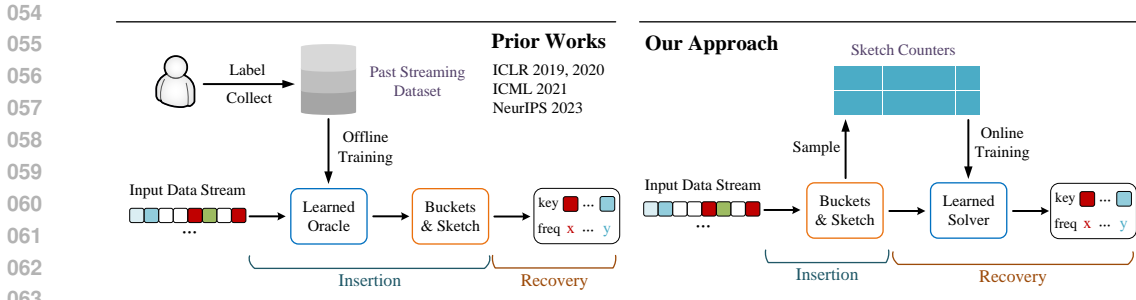 054
055
056
057
058
059
060
061
062
063
Prior Works
ICLR 2019, 2020
ICML 2021
NeurIPS 2023
Label
Collect
Past Streaming
Dataset
Offline
Training
Input Data Stream
...
Learned
Oracle
Buckets
& Sketch
key ...
freq x ... y
Insertion
Recovery
Our Approach
Sketch Counters
Sample
Online
Training
Input Data Stream
...
Buckets
& Sketch
Learned
Solver
key ...
freq x ... y
Insertion
Recovery